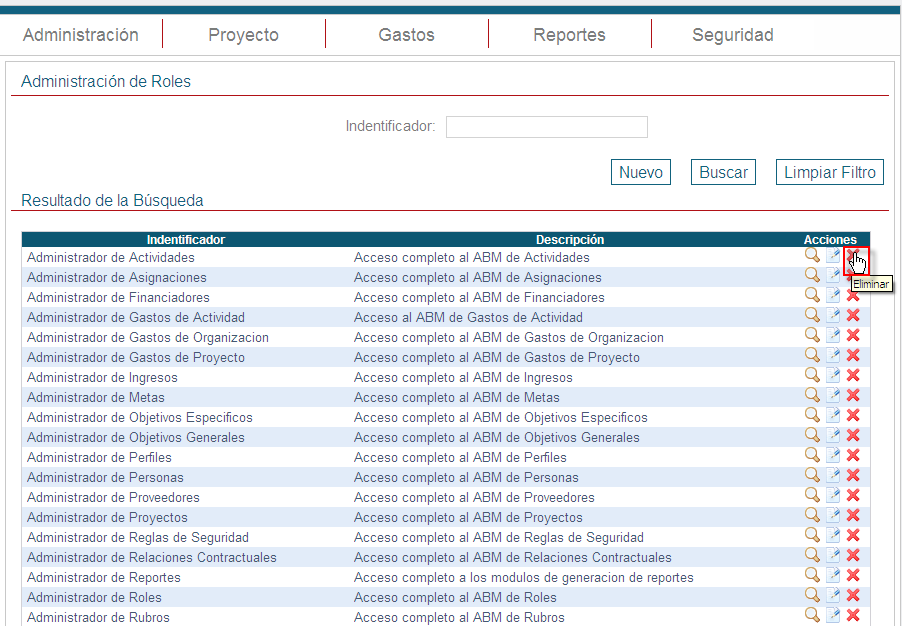 Administración Proyecto Gastos Reportes Seguridad
Administración de Roles
Indentificador:
Nuevo Buscar Limpiar Filtro
Resultado de la Búsqueda
Indentificador Descripción Acciones
Administrador de Actividades Acceso completo al ABM de Actividades
Administrador de Asignaciones Acceso completo al ABM de Asignaciones
Eliminar
Administrador de Financiadores Acceso completo al ABM de Financiadores
Administrador de Gastos de Actividad Acceso al ABM de Gastos de Actividad
Administrador de Gastos de Organizacion Acceso completo al ABM de Gastos de Organizacion
Administrador de Gastos de Proyecto Acceso completo al ABM de Gastos de Proyecto
Administrador de Ingresos Acceso completo al ABM de Ingresos
Administrador de Metas Acceso completo al ABM de Metas
Administrador de Objetivos Especificos Acceso completo al ABM de Objetivos Especificos
Administrador de Objetivos Generales Acceso completo al ABM de Objetivos Generales
Administrador de Perfiles Acceso completo al ABM de Perfiles
Administrador de Personas Acceso completo al ABM de Personas
Administrador de Proveedores Acceso completo al ABM de Proveedores
Administrador de Proyectos Acceso completo al ABM de Proyectos
Administrador de Reglas de Seguridad Acceso completo al ABM de Reglas de Seguridad
Administrador de Relaciones Contractuales Acceso completo al ABM de Relaciones Contractuales
Administrador de Reportes Acceso completo a los modulos de generacion de reportes
Administrador de Roles Acceso completo al ABM de Roles
Administrador de Rubros Acceso completo al ABM de Rubros